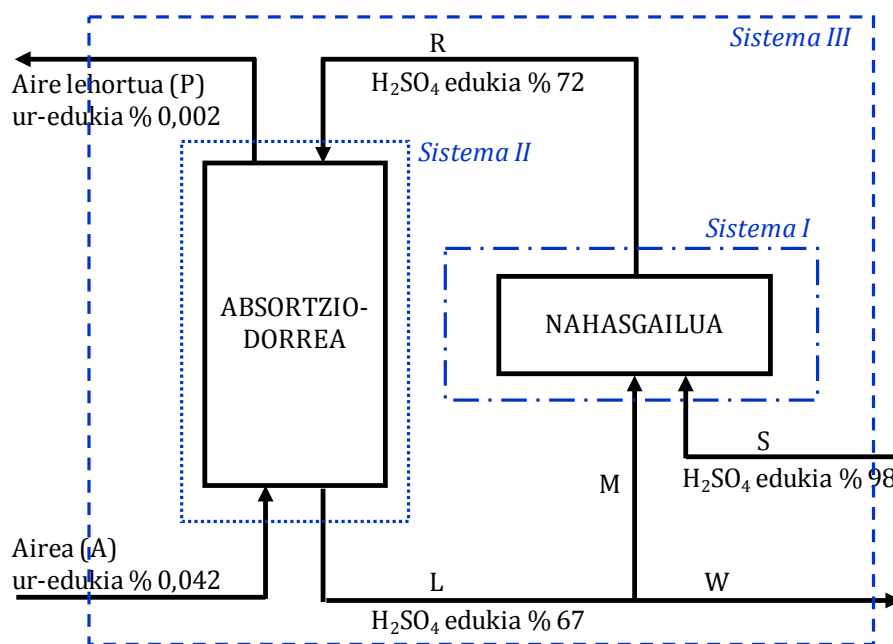 Sistema III
R
H₂SO₄ edukia % 72
Aire lehortua (P)
ur-edukia % 0,002
Sistema II
Sistema I
ABSORTZIO-
DORREA
NAHASGAILUA
S
H₂SO₄ edukia % 98
M
Airea (A)
ur-edukia % 0,042
L
W
H₂SO₄ edukia % 67